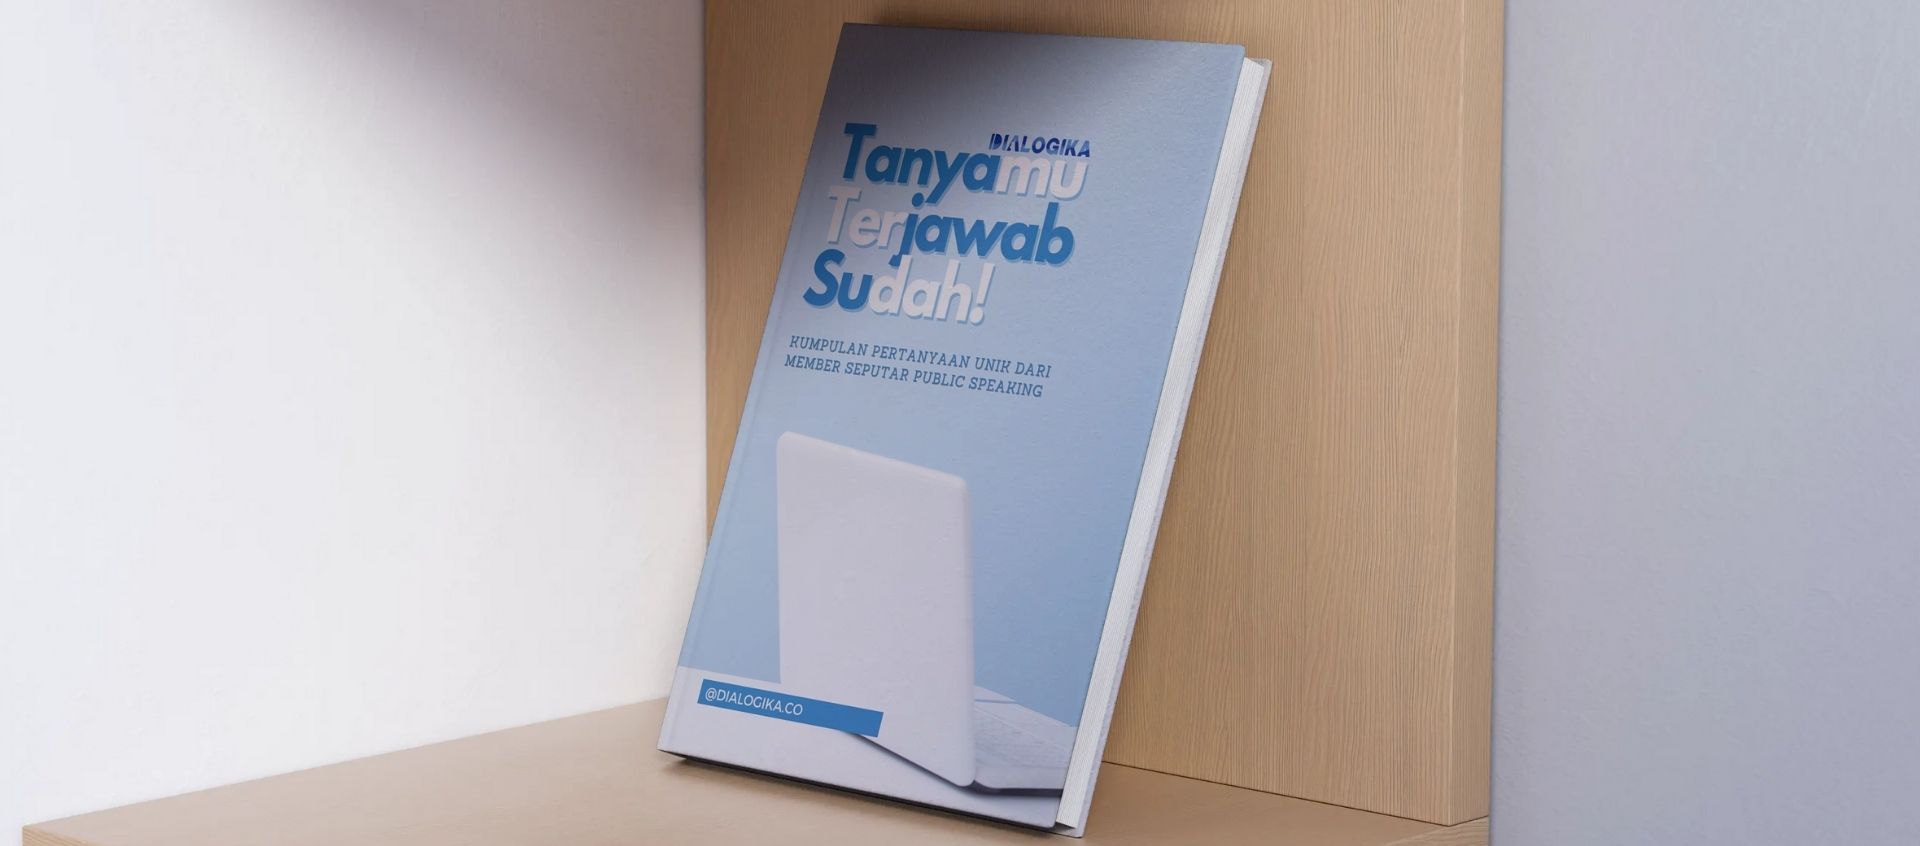 DIALOGIKA
Tanyamu
Terjawab
Sudah!
KUMPULAN PERTANYAAN UNIK DARI
MEMBER SEPUTAR PUBLIC SPEAKING
@DIALOGIKA.CO